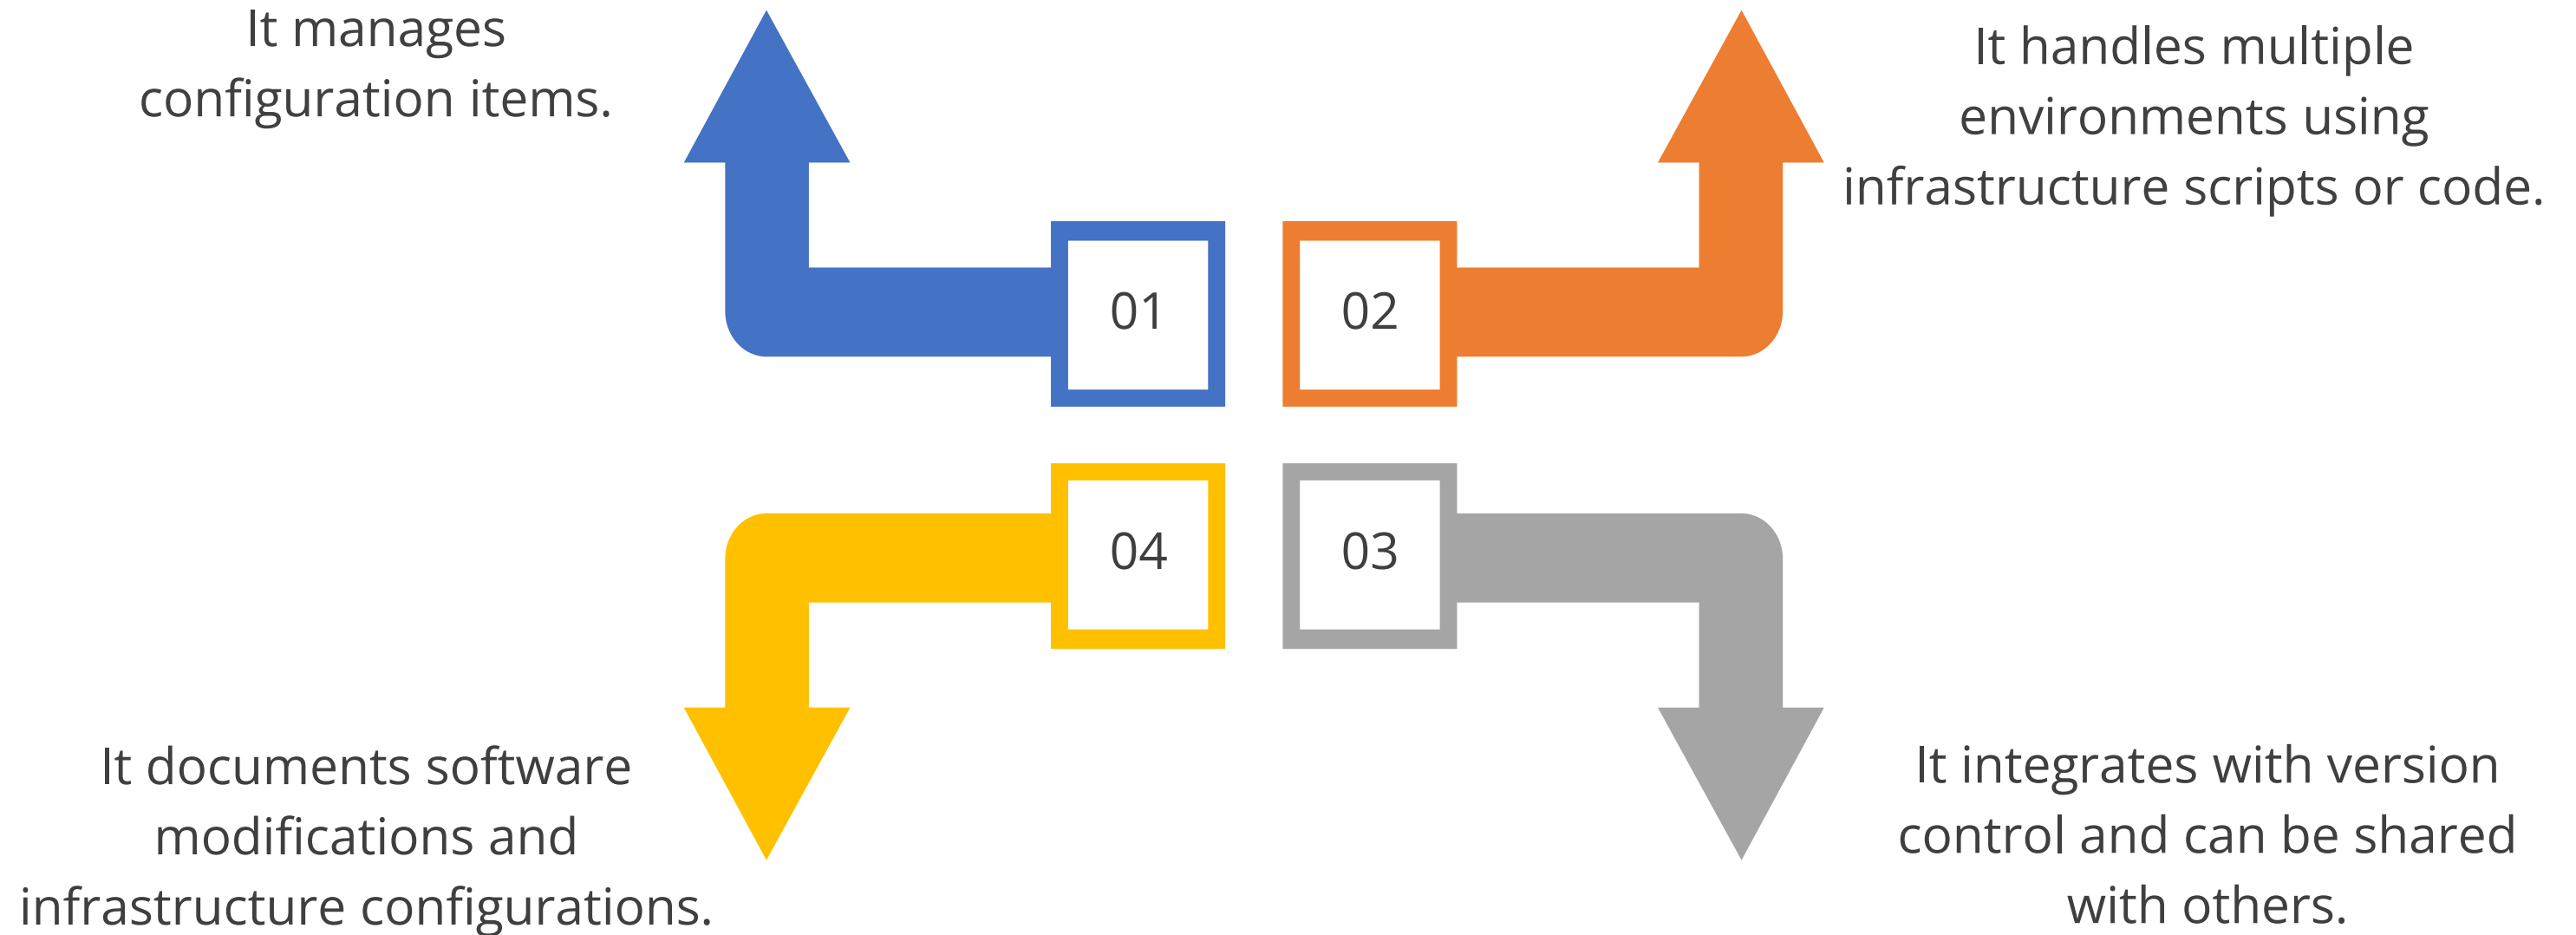 It manages
configuration items.
01
02
It handles multiple
environments using
infrastructure scripts or code.
04
03
It documents software
modifications and
infrastructure configurations.
It integrates with version
control and can be shared
with others.